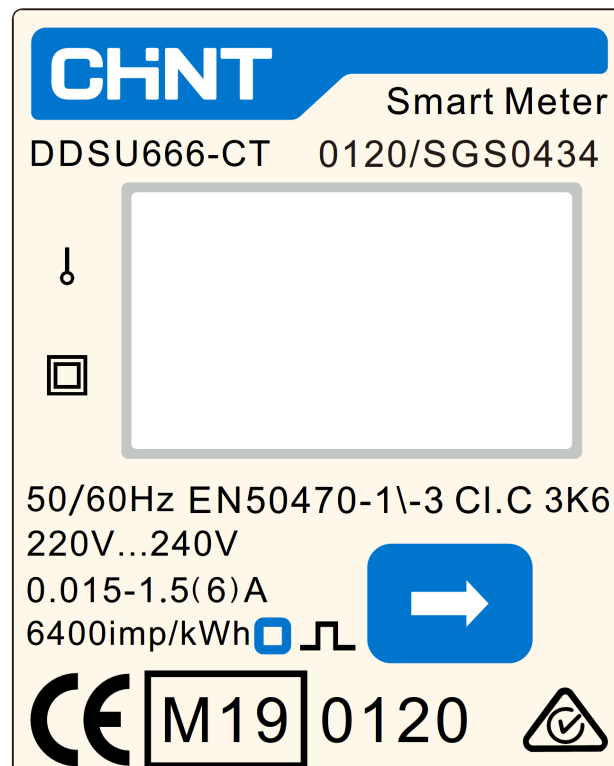 CHiNT
Smart Meter
DDSU666-CT 0120/SGS0434
50/60Hz EN50470-1\-3 Cl.C 3K6
220V...240V
0.015-1.5(6)A
6400imp/kWh
CE M19 0120